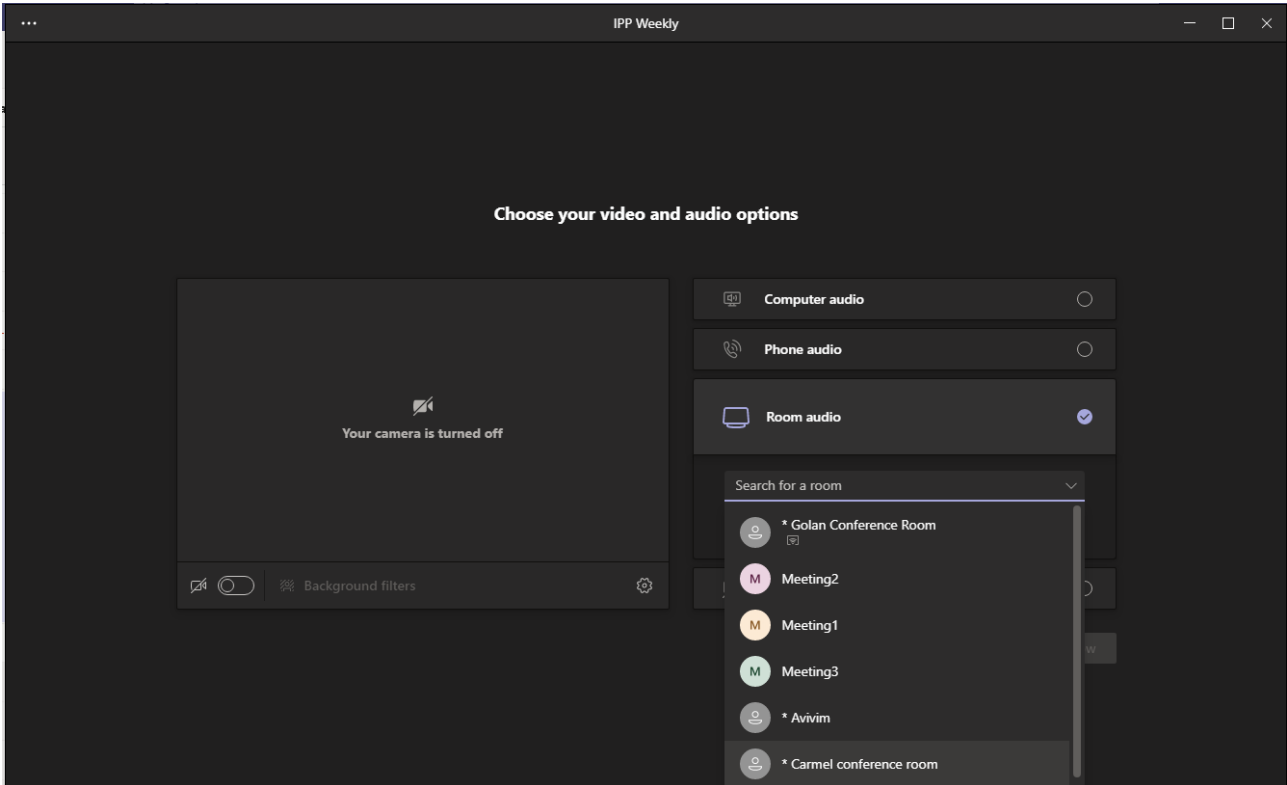 IPP Weekly
Choose your video and audio options
Your camera is turned off
Background filters
Computer audio
Phone audio
Room audio
Search for a room
* Golan Conference Room
M Meeting2
M Meeting1
M Meeting3
* Avivim
* Carmel conference room